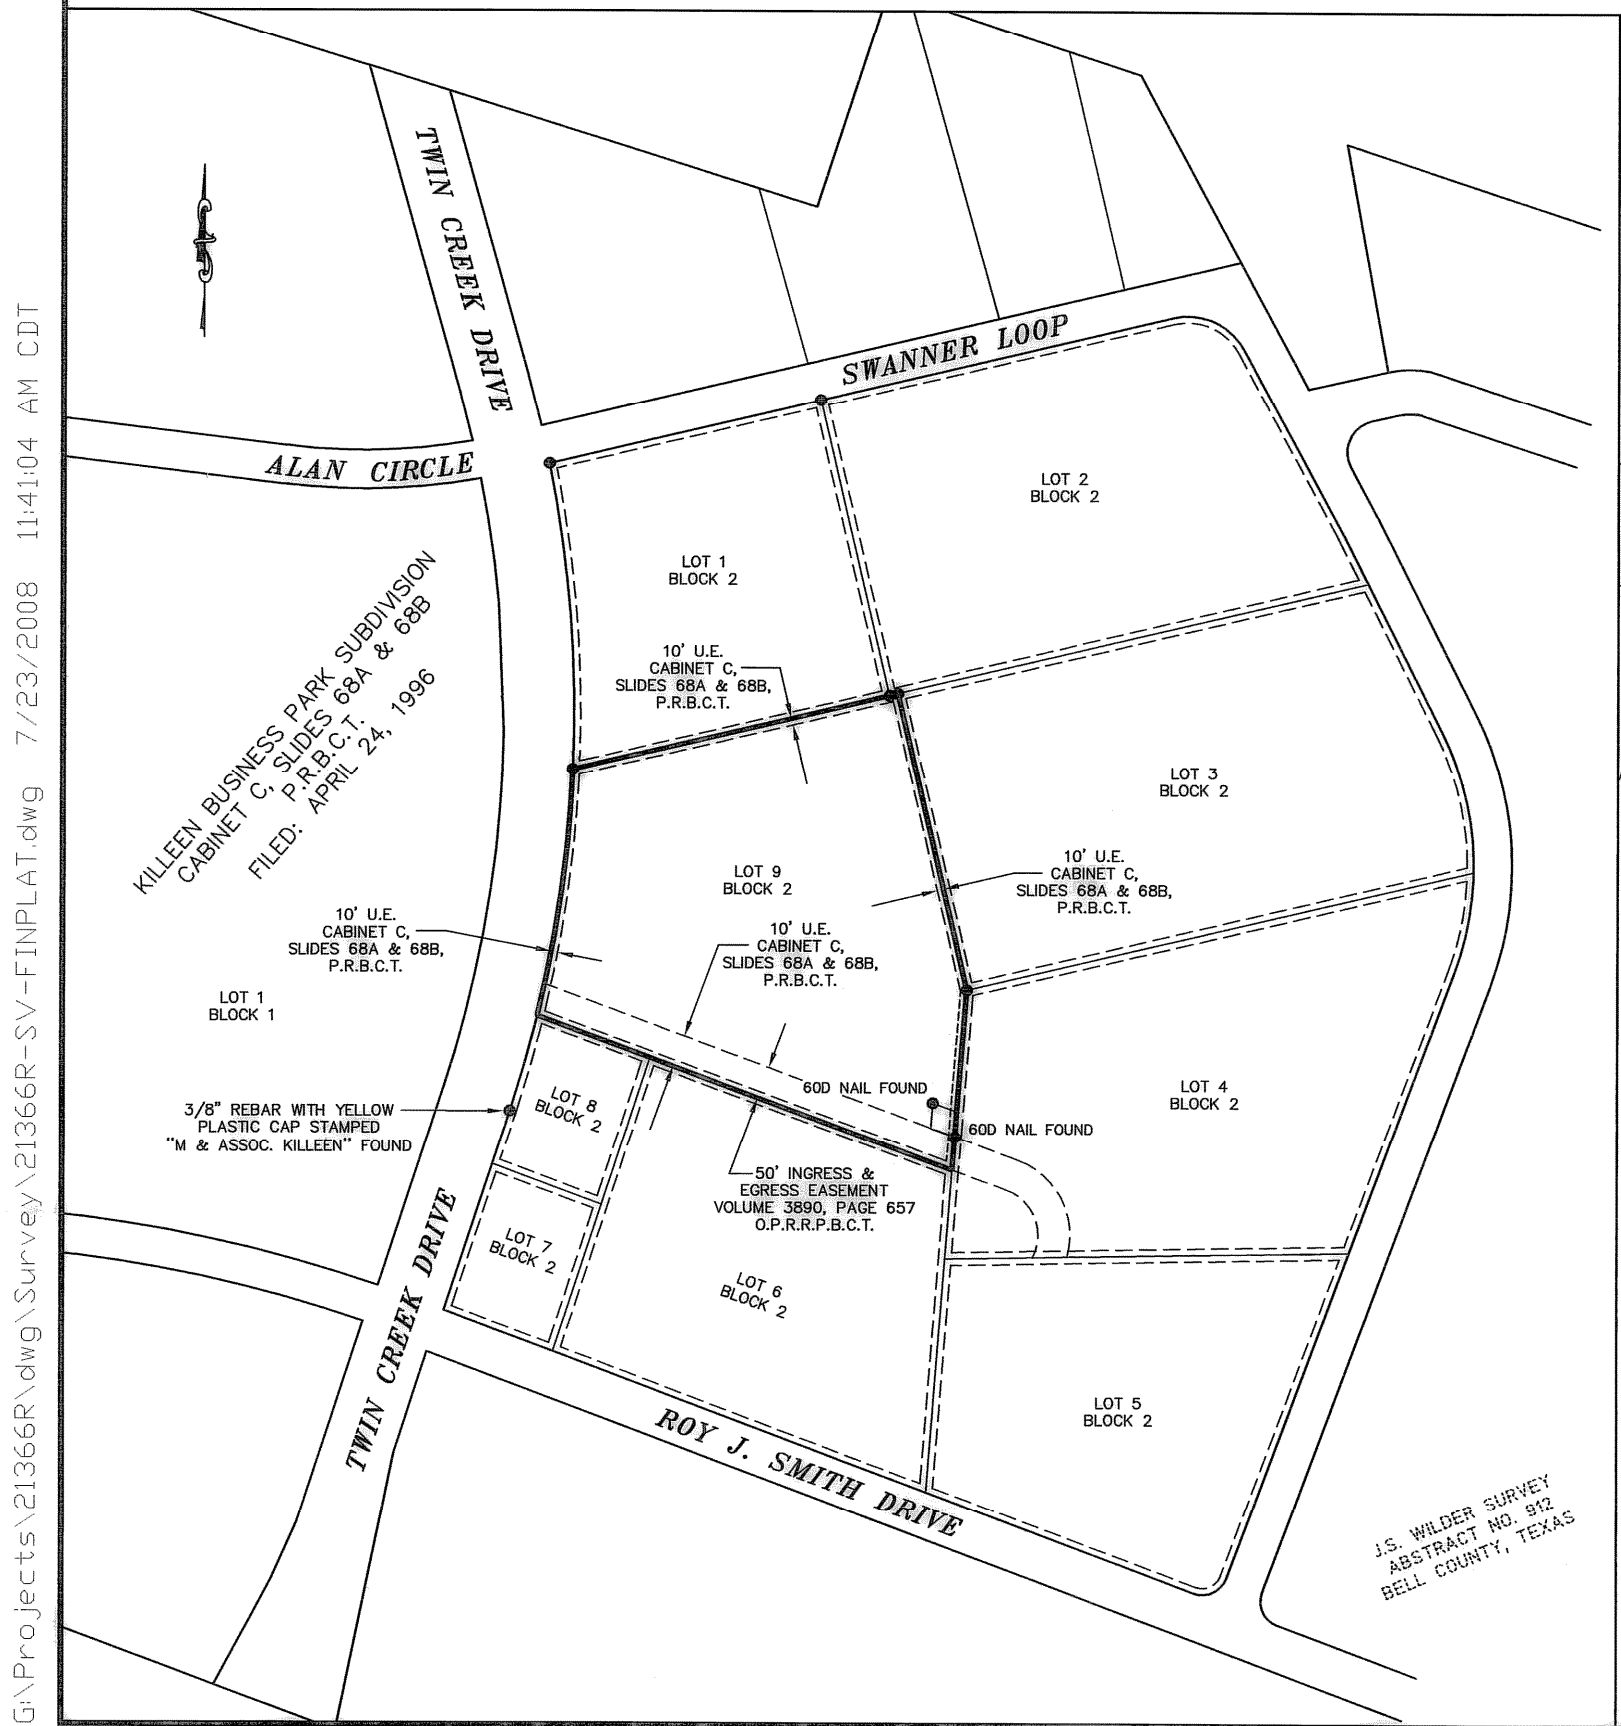 G:\Projects\21366R\dwg\Survey\21366R-SV-FINPLAT.dwg 7/23/2008 11:41:04 AM CDT
TWIN CREEK DRIVE
SWANNER LOOP
ALAN CIRCLE
LOT 2
BLOCK 2
LOT 1
BLOCK 2
KILLEEN BUSINESS PARK SUBDIVISION
CABINET C, SLIDES 68A & 68B
P.R.B.C.T.
FILED: APRIL 24, 1996
10' U.E.
CABINET C,
SLIDES 68A & 68B,
P.R.B.C.T.
LOT 3
BLOCK 2
LOT 9
BLOCK 2
10' U.E.
CABINET C,
SLIDES 68A & 68B,
P.R.B.C.T.
10' U.E.
CABINET C,
SLIDES 68A & 68B,
P.R.B.C.T.
10' U.E.
CABINET C,
SLIDES 68A & 68B,
P.R.B.C.T.
LOT 1
BLOCK 1
60D NAIL FOUND
LOT 4
BLOCK 2
LOT 8
BLOCK 2
3/8" REBAR WITH YELLOW
PLASTIC CAP STAMPED
"M & ASSOC. KILLEEN" FOUND
60D NAIL FOUND
50' INGRESS &
EGRESS EASEMENT
VOLUME 3890, PAGE 657
O.P.R.R.P.B.C.T.
LOT 7
BLOCK 2
LOT 6
BLOCK 2
TWIN CREEK DRIVE
LOT 5
BLOCK 2
ROY J. SMITH DRIVE
J.S. WILDER SURVEY
ABSTRACT NO. 912
BELL COUNTY, TEXAS